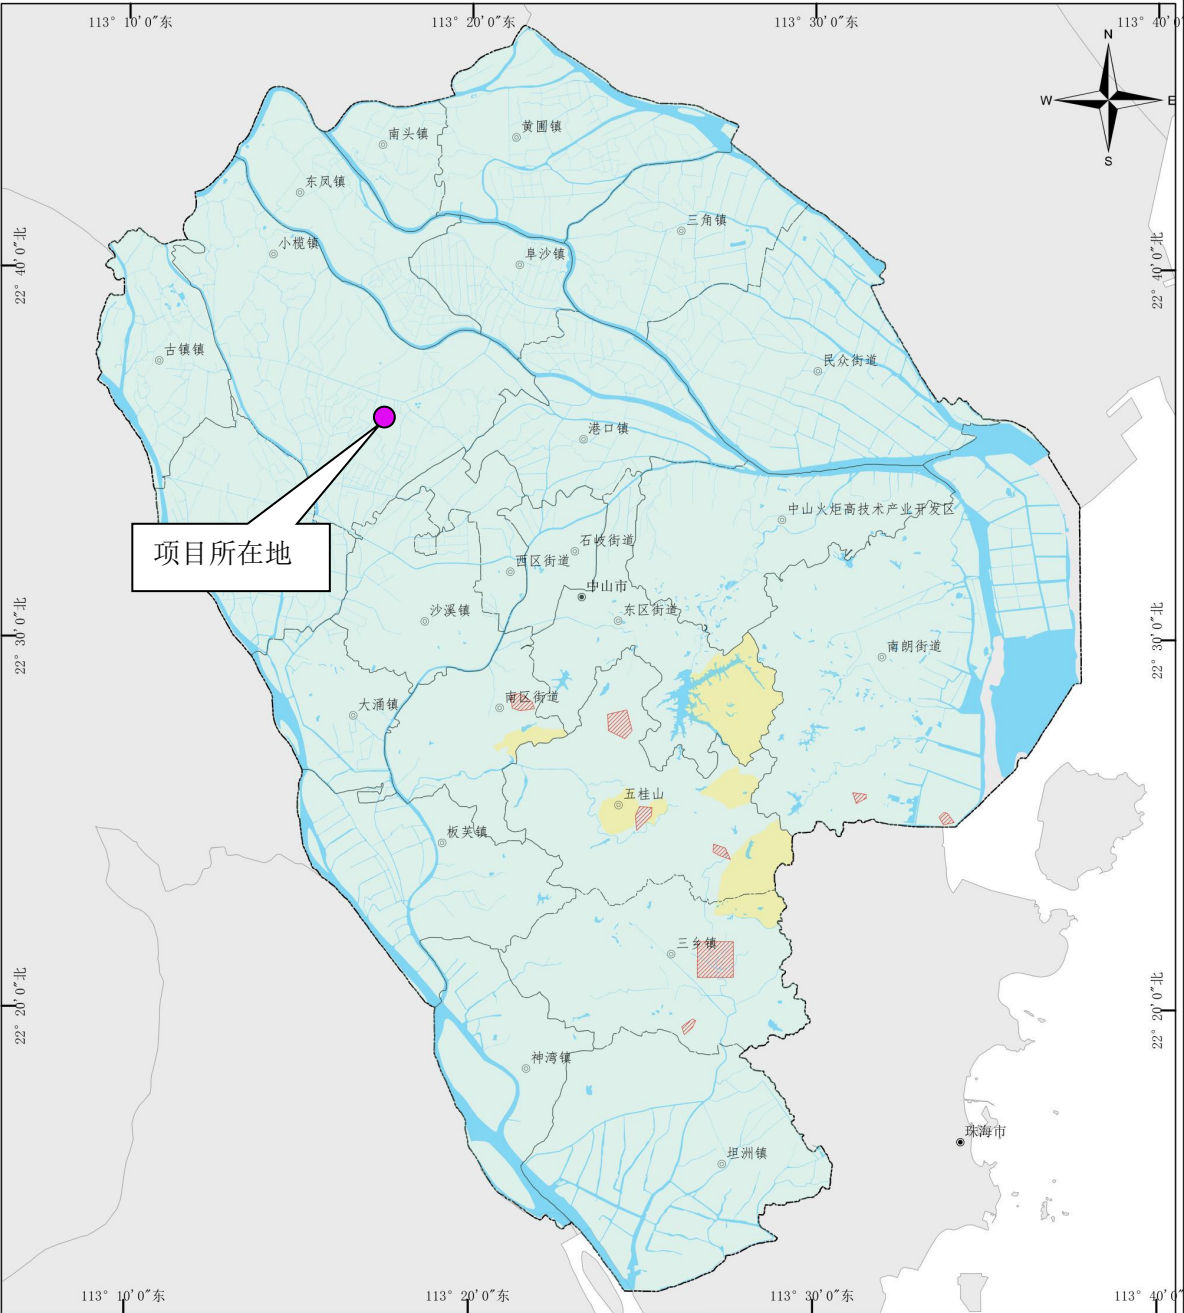 113° 10′ 0″东
113° 20′ 0″东
113° 30′ 0″东
113° 40′ 0″
N
W
E
S
黄圃镇
南头镇
东凤镇
三角镇
小榄镇
阜沙镇
22° 40′ 0″北
22° 40′ 0″北
古镇镇
民众街道
港口镇
中山火炬高技术产业开发区
石岐街道
项目所在地
西区街道
中山市
沙溪镇
东区街道
22° 30′ 0″北
22° 30′ 0″北
南朗街道
南区街道
大涌镇
五桂山
板芙镇
三乡镇
22° 20′ 0″北
22° 20′ 0″北
神湾镇
珠海市
坦洲镇
113° 10′ 0″东
113° 20′ 0″东
113° 30′ 0″东
113° 40′ 0